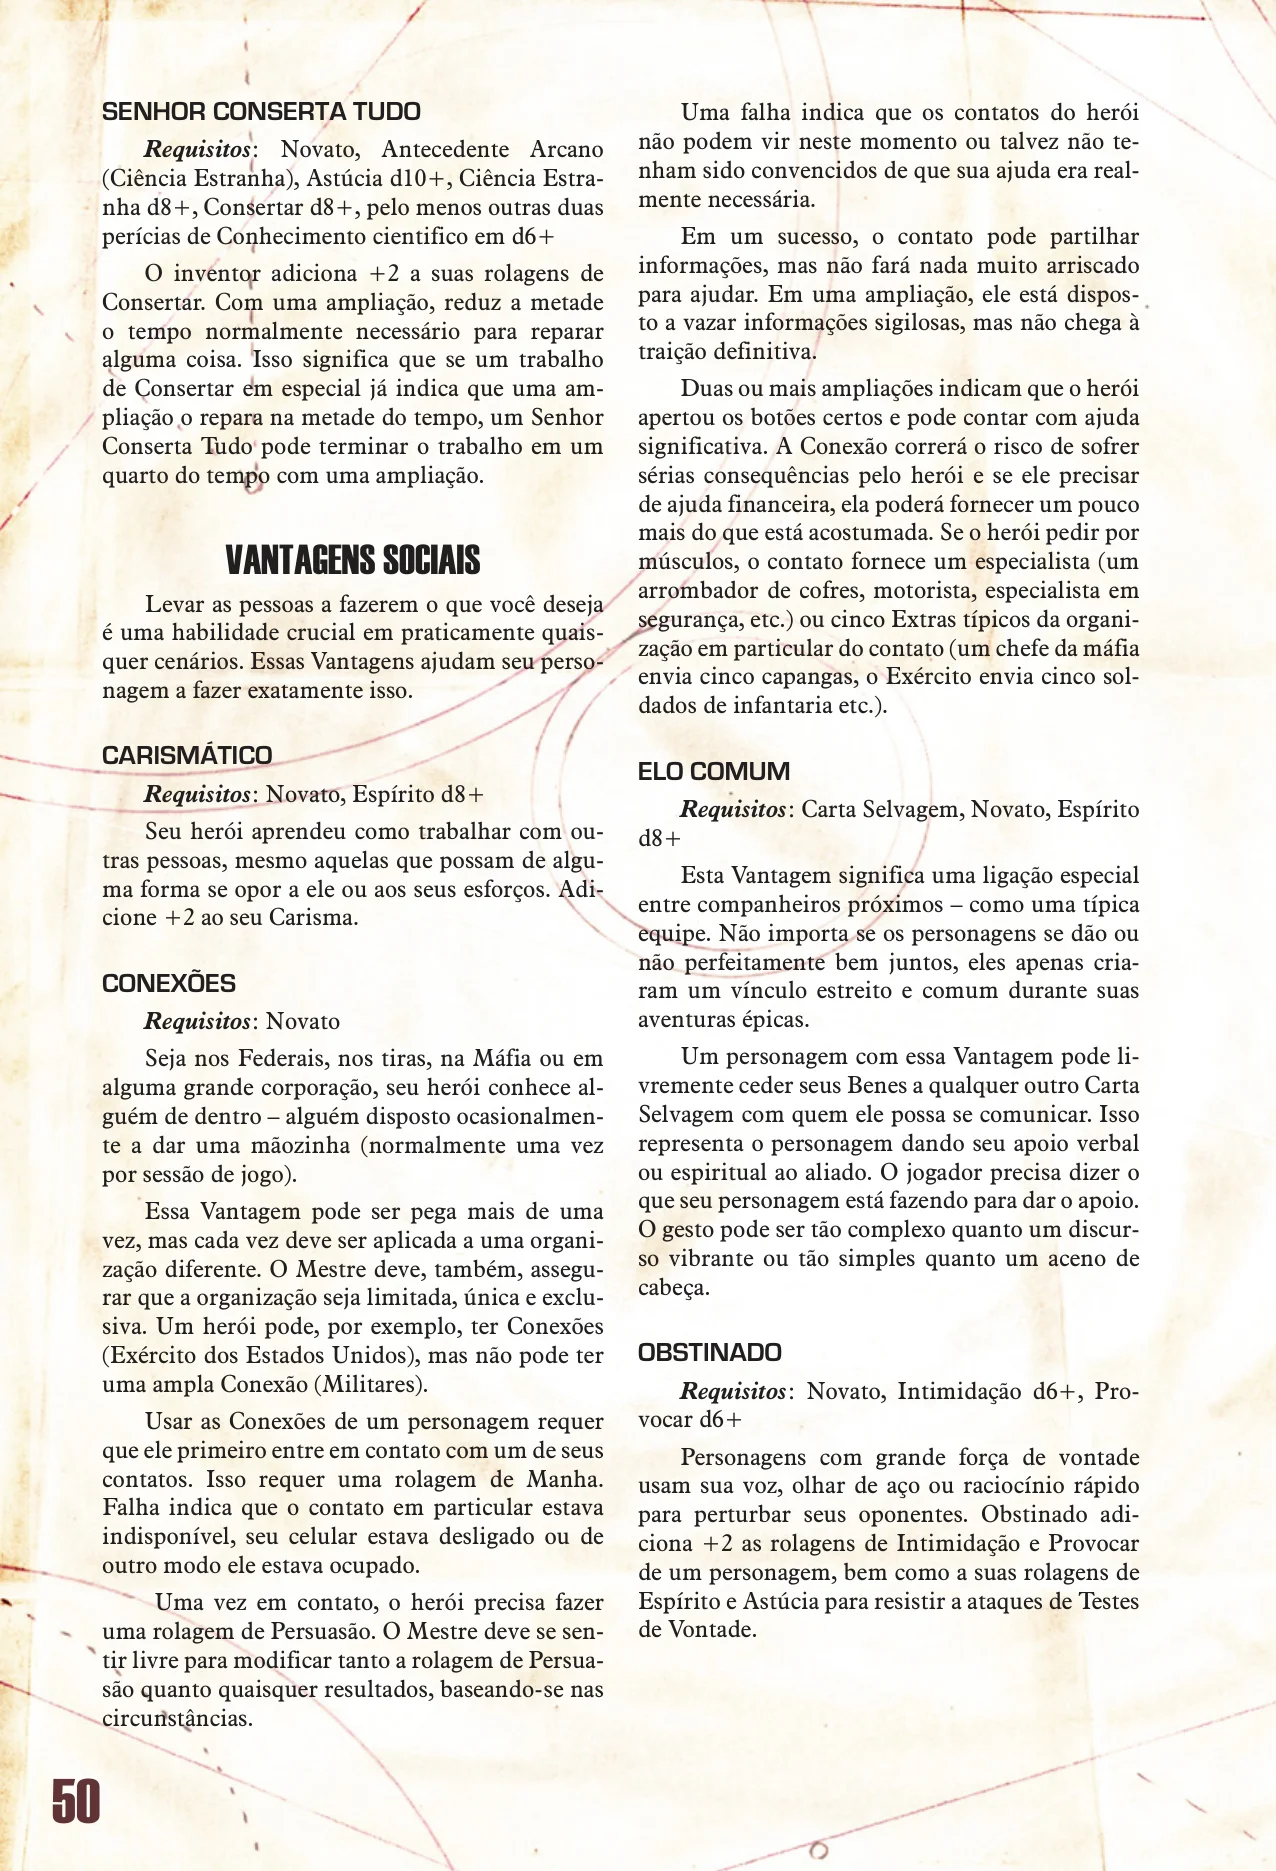 SENHOR CONSERTA TUDO
Requisitos: Novato, Antecedente Arcano
(Ciência Estranha), Astúcia d10+, Ciência Estra-
nha d8+, Consertar d8+, pelo menos outras duas
perícias de Conhecimento cientifico em d6+
O inventor adiciona +2 a suas rolagens de
Consertar. Com uma ampliação, reduz a metade
o tempo normalmente necessário para reparar
alguma coisa. Isso significa que se um trabalho
de Consertar em especial já indica que uma am-
pliação o repara na metade do tempo, um Senhor
Conserta Tudo pode terminar o trabalho em um
quarto do tempo com uma ampliação.
VANTAGENS SOCIAIS
Levar as pessoas a fazerem o que você deseja
é uma habilidade crucial em praticamente quais-
quer cenários. Essas Vantagens ajudam seu perso-
nagem a fazer exatamente isso.
CARISMÁTICO
Requisitos: Novato, Espírito d8+
Seu herói aprendeu como trabalhar com ou-
tras pessoas, mesmo aquelas que possam de algu-
ma forma se opor a ele ou aos seus esforços. Adi-
cione +2 ao seu Carisma.
CONEXÕES
Requisitos: Novato
Seja nos Federais, nos tiras, na Máfia ou em
alguma grande corporação, seu herói conhece al-
guém de dentro – alguém disposto ocasionalmen-
te a dar uma mãozinha (normalmente uma vez
por sessão de jogo).
Essa Vantagem pode ser pega mais de uma
vez, mas cada vez deve ser aplicada a uma organi-
zação diferente. O Mestre deve, também, assegu-
rar que a organização seja limitada, única e exclu-
siva. Um herói pode, por exemplo, ter Conexões
(Exército dos Estados Unidos), mas não pode ter
uma ampla Conexão (Militares).
Usar as Conexões de um personagem requer
que ele primeiro entre em contato com um de seus
contatos. Isso requer uma rolagem de Manha.
Falha indica que o contato em particular estava
indisponível, seu celular estava desligado ou de
outro modo ele estava ocupado.
Uma vez em contato, o herói precisa fazer
uma rolagem de Persuasão. O Mestre deve se sen-
tir livre para modificar tanto a rolagem de Persua-
são quanto quaisquer resultados, baseando-se nas
circunstâncias.
Uma falha indica que os contatos do herói
não podem vir neste momento ou talvez não te-
nham sido convencidos de que sua ajuda era real-
mente necessária.
Em um sucesso, o contato pode partilhar
informações, mas não fará nada muito arriscado
para ajudar. Em uma ampliação, ele está dispos-
to a vazar informações sigilosas, mas não chega à
traição definitiva.
Duas ou mais ampliações indicam que o herói
apertou os botões certos e pode contar com ajuda
significativa. A Conexão correrá o risco de sofrer
sérias consequências pelo herói e se ele precisar
de ajuda financeira, ela poderá fornecer um pouco
mais do que está acostumada. Se o herói pedir por
músculos, o contato fornece um especialista (um
arrombador de cofres, motorista, especialista em
segurança, etc.) ou cinco Extras típicos da organi-
zação em particular do contato (um chefe da máfia
envia cinco capangas, o Exército envia cinco sol-
dados de infantaria etc.).
ELO COMUM
Requisitos: Carta Selvagem, Novato, Espírito
d8+
Esta Vantagem significa uma ligação especial
entre companheiros próximos – como uma típica
equipe. Não importa se os personagens se dão ou
não perfeitamente bem juntos, eles apenas cria-
ram um vínculo estreito e comum durante suas
aventuras épicas.
Um personagem com essa Vantagem pode li-
vremente ceder seus Benes a qualquer outro Carta
Selvagem com quem ele possa se comunicar. Isso
representa o personagem dando seu apoio verbal
ou espiritual ao aliado. O jogador precisa dizer o
que seu personagem está fazendo para dar o apoio.
O gesto pode ser tão complexo quanto um discur-
so vibrante ou tão simples quanto um aceno de
cabeça.
OBSTINADO
Requisitos: Novato, Intimidação d6+, Pro-
vocar d6+
Personagens com grande força de vontade
usam sua voz, olhar de aço ou raciocínio rápido
para perturbar seus oponentes. Obstinado adi-
ciona +2 as rolagens de Intimidação e Provocar
de um personagem, bem como a suas rolagens de
Espírito e Astúcia para resistir a ataques de Testes
de Vontade.
50